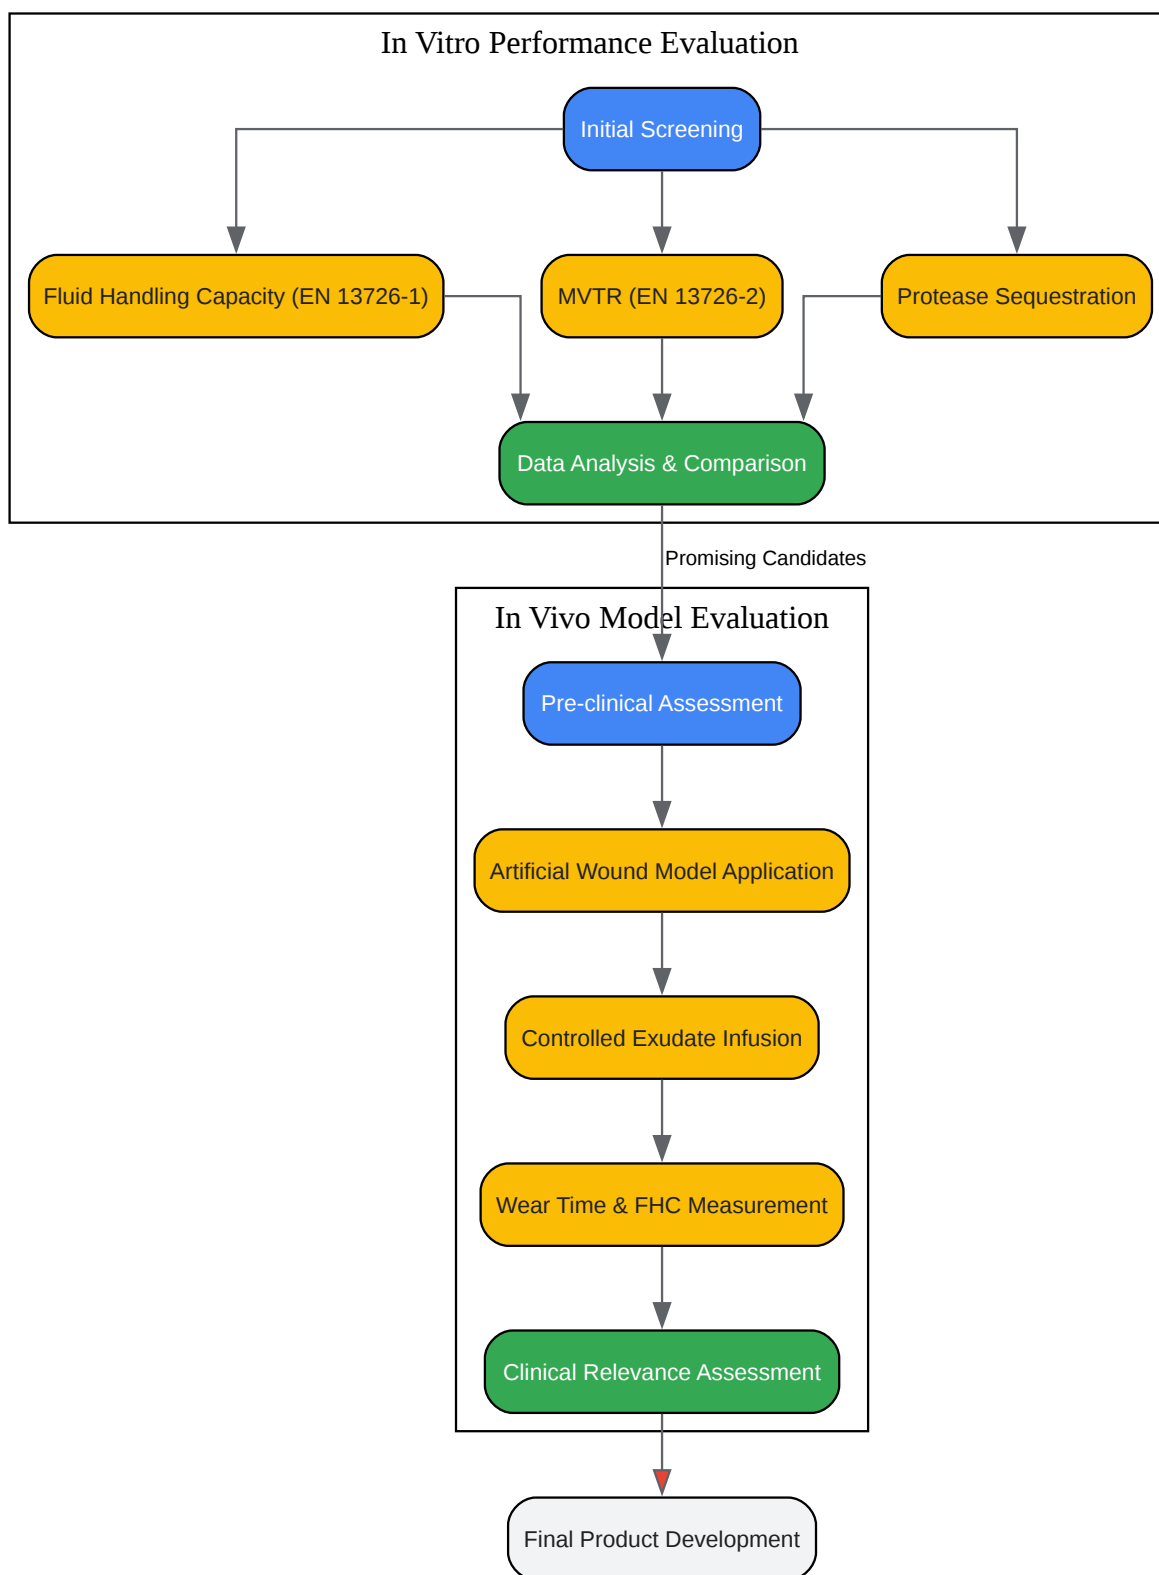 In Vitro Performance Evaluation
Initial Screening
Fluid Handling Capacity (EN 13726-1)
MVTR (EN 13726-2)
Protease Sequestration
Data Analysis & Comparison
Promising Candidates
In Vivo Model Evaluation
Pre-clinical Assessment
Artificial Wound Model Application
Controlled Exudate Infusion
Wear Time & FHC Measurement
Clinical Relevance Assessment
Final Product Development